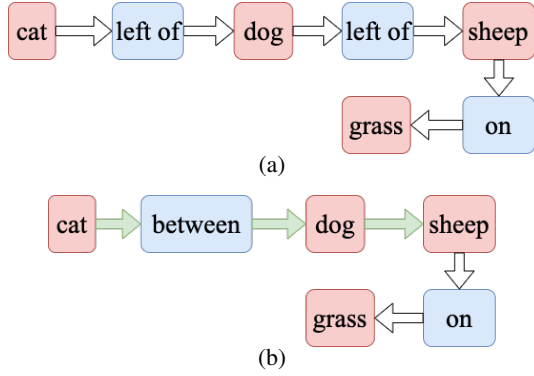 cat left of dog left of sheep
grass on
(a)
cat between dog sheep
grass on
(b)